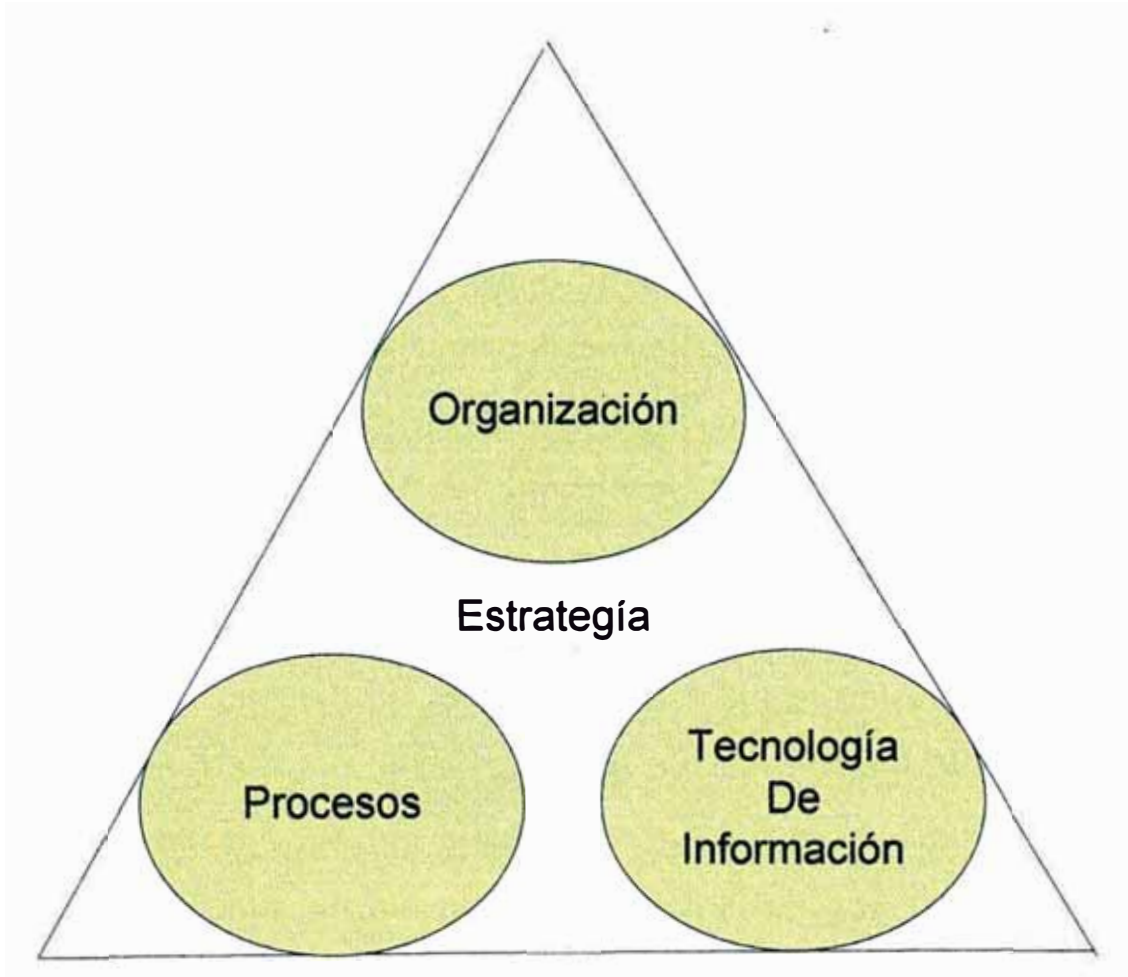 Organización
Estrategía
Procesos
Tecnología
De
Información